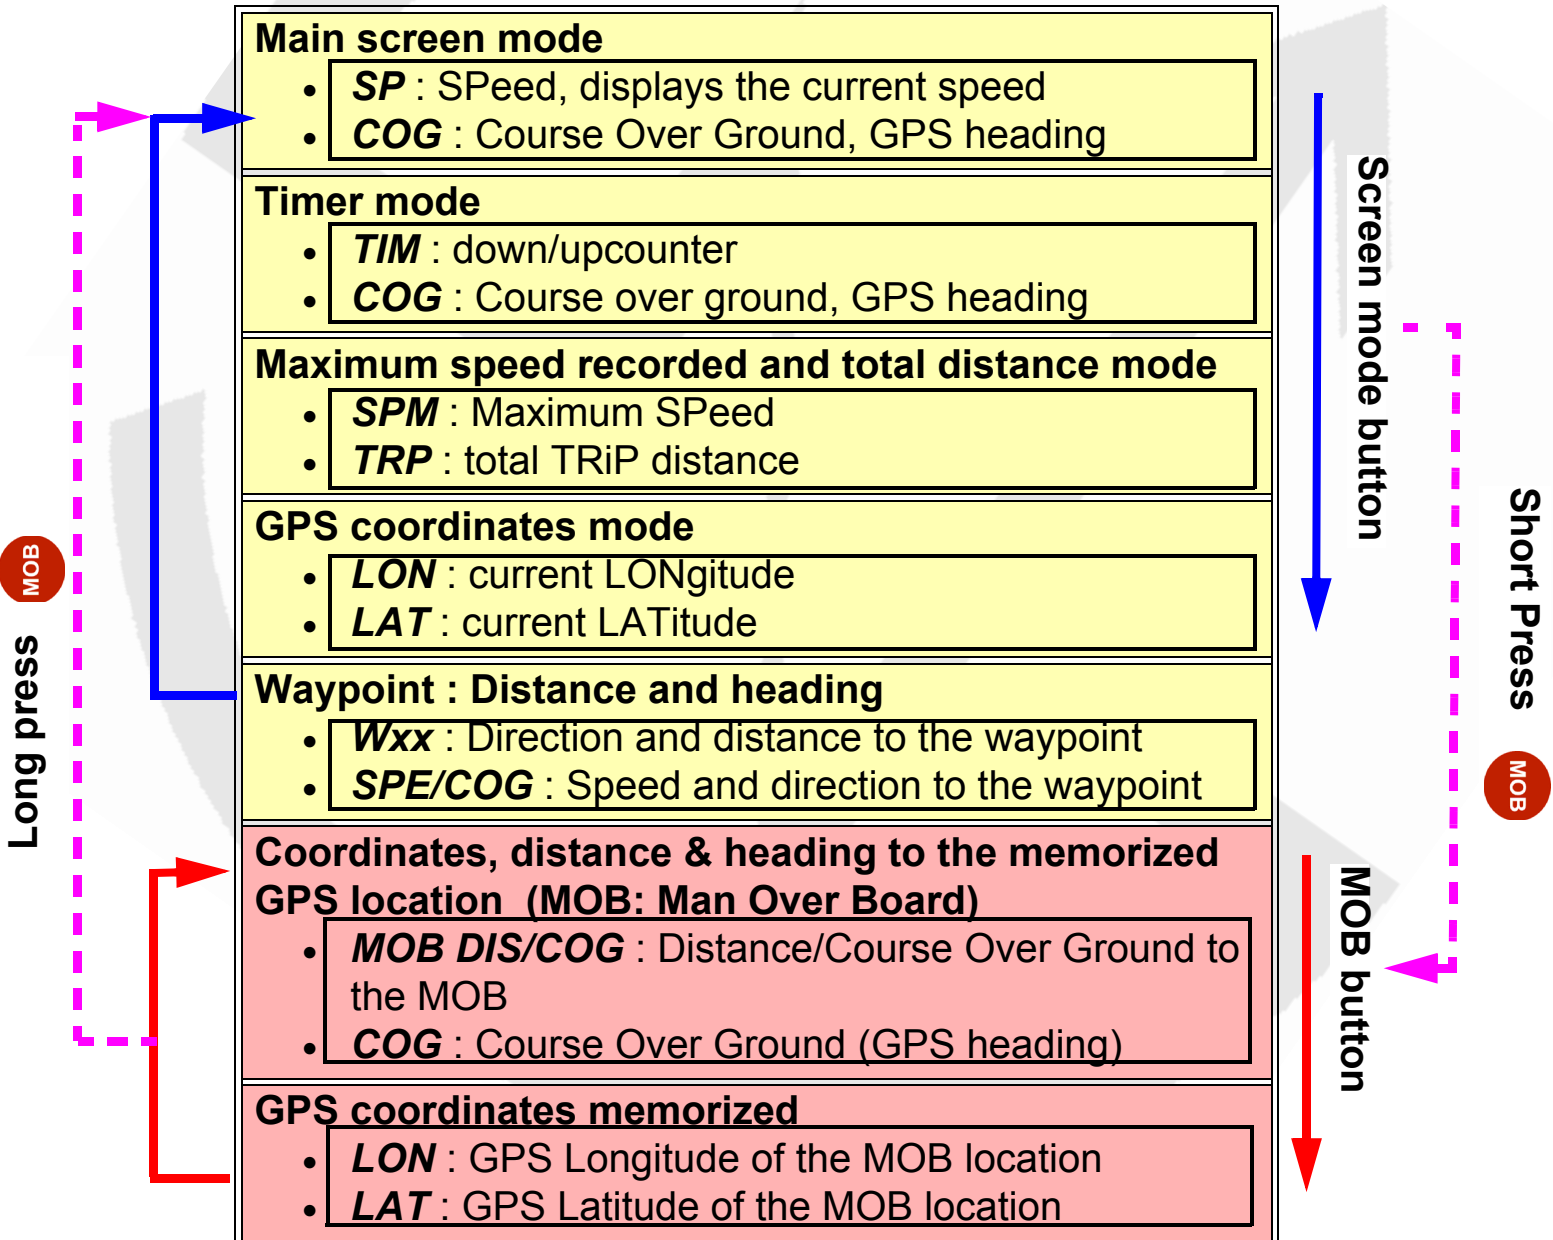 Main screen mode
• SP : SPeed, displays the current speed
• COG : Course Over Ground, GPS heading
Timer mode
• TIM : down/upcounter
• COG : Course over ground, GPS heading
Maximum speed recorded and total distance mode
• SPM : Maximum SPeed
• TRP : total TRiP distance
GPS coordinates mode
• LON : current LONgitude
• LAT : current LATitude
Waypoint : Distance and heading
• Wxx : Direction and distance to the waypoint
• SPE/COG : Speed and direction to the waypoint
Coordinates, distance & heading to the memorized
GPS location (MOB: Man Over Board)
• MOB DIS/COG : Distance/Course Over Ground to
the MOB
• COG : Course Over Ground (GPS heading)
GPS coordinates memorized
• LON : GPS Longitude of the MOB location
• LAT : GPS Latitude of the MOB location
Long press
MOB
Screen mode button
MOB button
Short Press
MOB